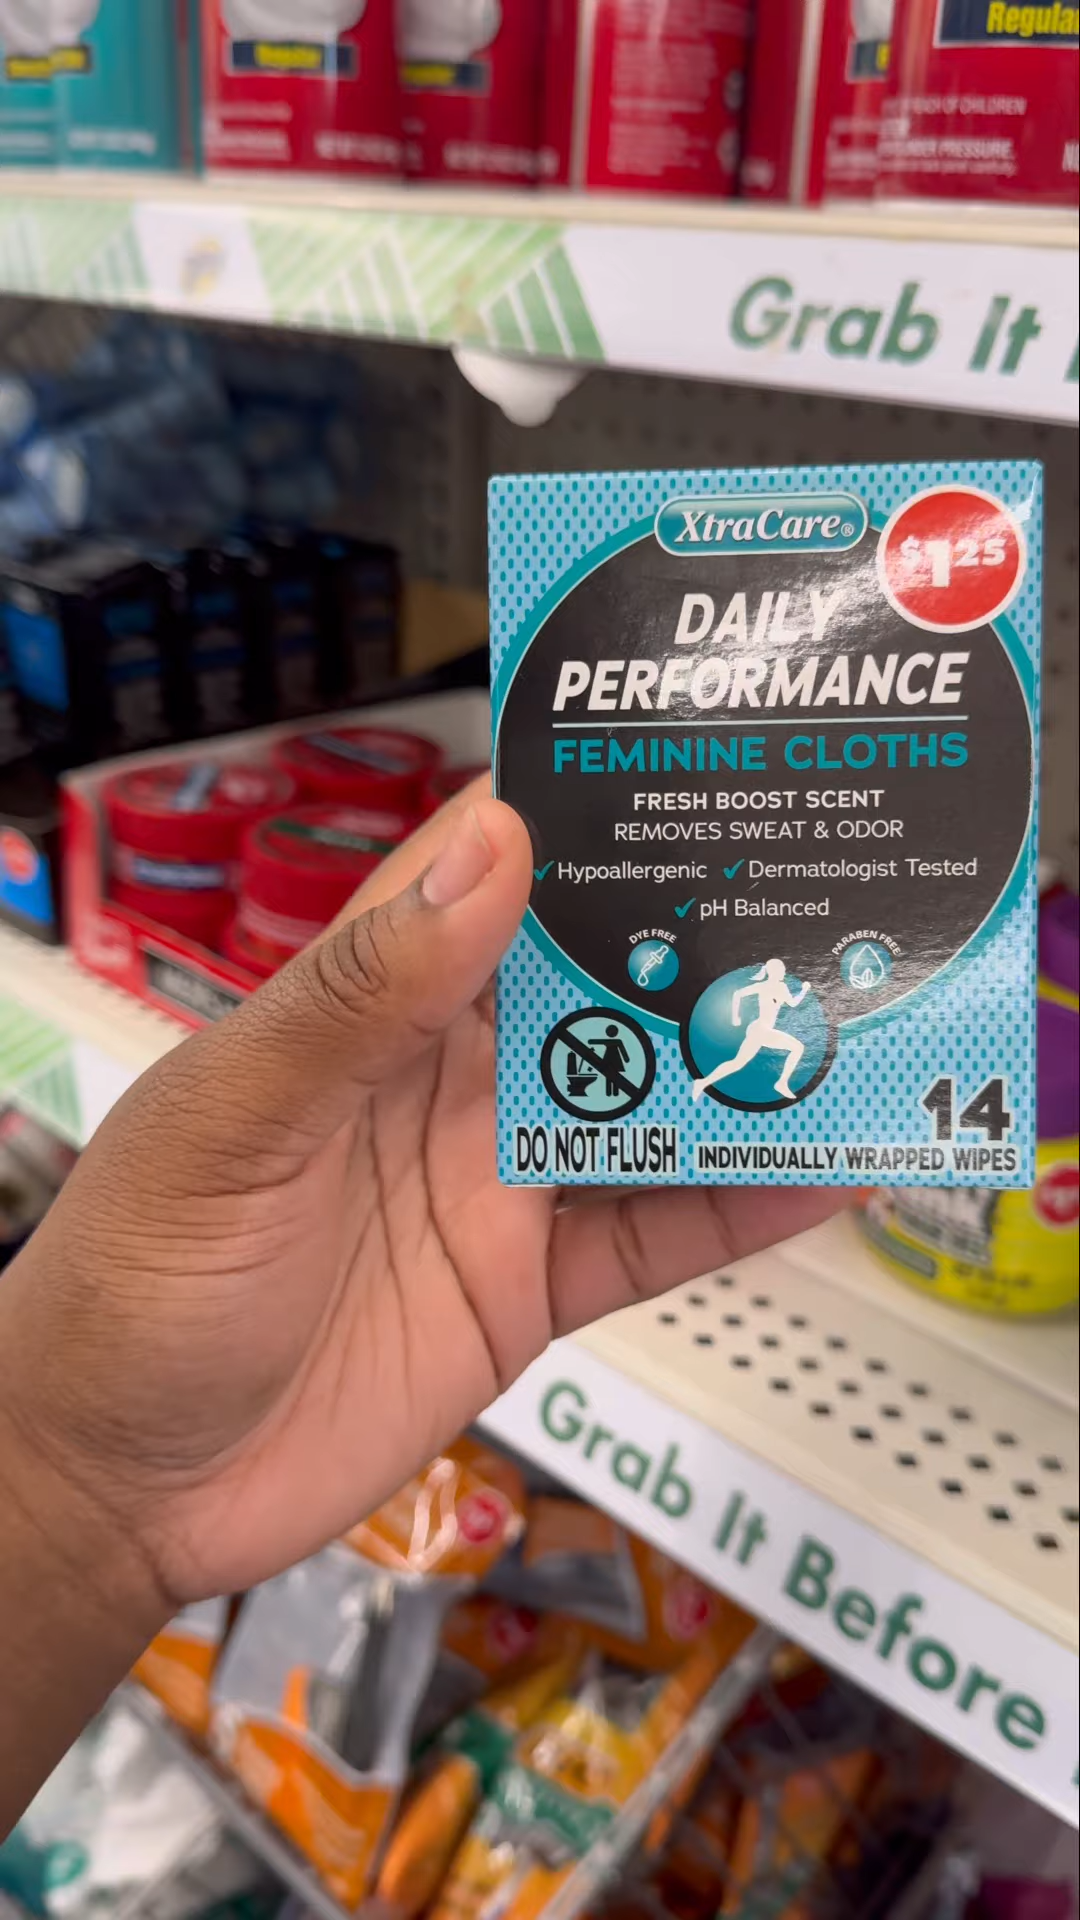 Regular
Grab It
XtraCare®
$1.25
DAILY
PERFORMANCE
FEMININE CLOTHS
FRESH BOOST SCENT
REMOVES SWEAT & ODOR
✓Hypoallergenic ✓Dermatologist Tested
✓pH Balanced
DYE FREE
PARABEN FREE
14
DO NOT FLUSH
INDIVIDUALLY WRAPPED WIPES
Grab It Before